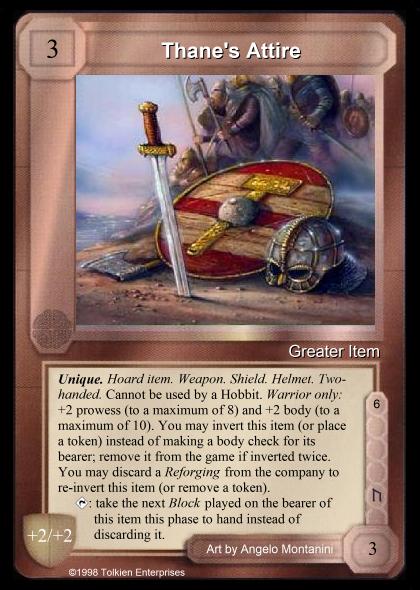 3
Thane's Attire
Greater Item
Unique. Hoard item. Weapon. Shield. Helmet. Two-
handed. Cannot be used by a Hobbit. Warrior only:
+2 prowess (to a maximum of 8) and +2 body (to a
maximum of 10). You may invert this item (or place
a token) instead of making a body check for its
bearer; remove it from the game if inverted twice.
You may discard a Reforging from the company to
re-invert this item (or remove a token).
: take the next Block played on the bearer of
this item this phase to hand instead of
discarding it.
6
+2/+2
Art by Angelo Montanini
3
©1998 Tolkien Enterprises